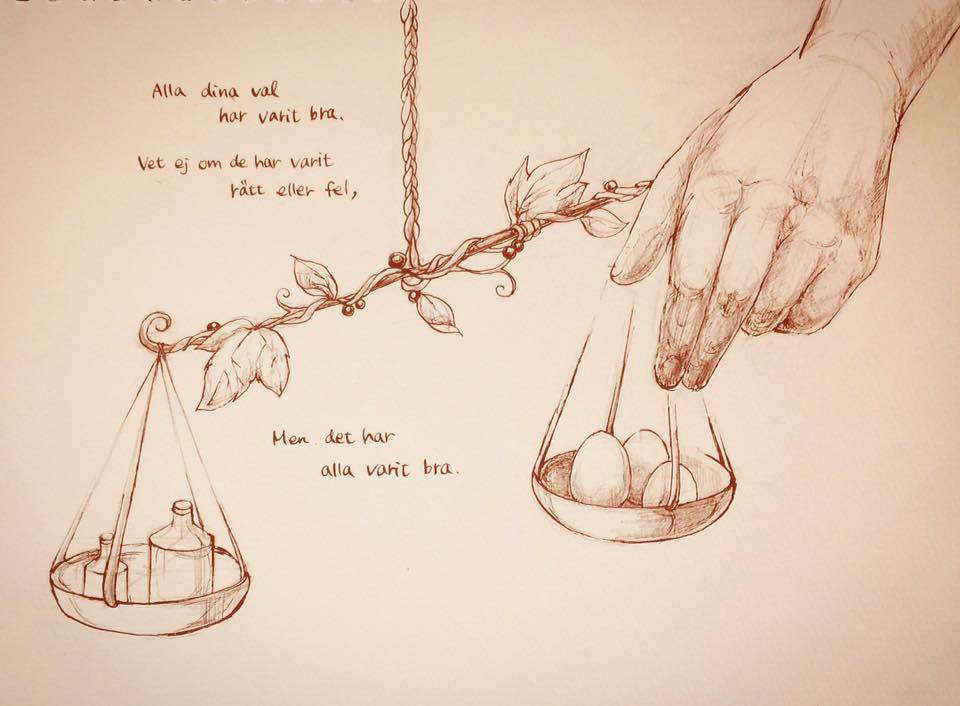 Alla dina val
har varit bra.
Vet ej om de har varit
rätt eller fel,
Men det har
alla varit bra.